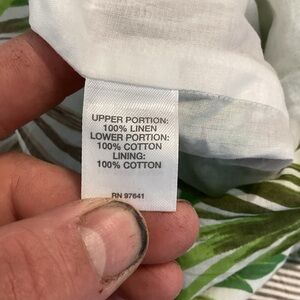 UPPER PORTION:
100% LINEN
LOWER PORTION:
100% COTTON
LINING:
100% COTTON
RN 97641